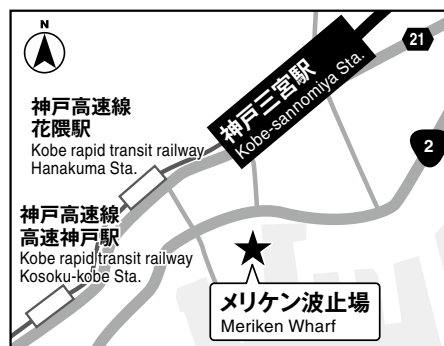 N
21
神戸三宮駅
Kobe-sannomiya Sta.
神戸高速線
花隈駅
Kobe rapid transit railway
Hanakuma Sta.
2
神戸高速線
高速神戸駅
Kobe rapid transit railway
Kosoku-kobe Sta.
メリケン波止場
Meriken Wharf